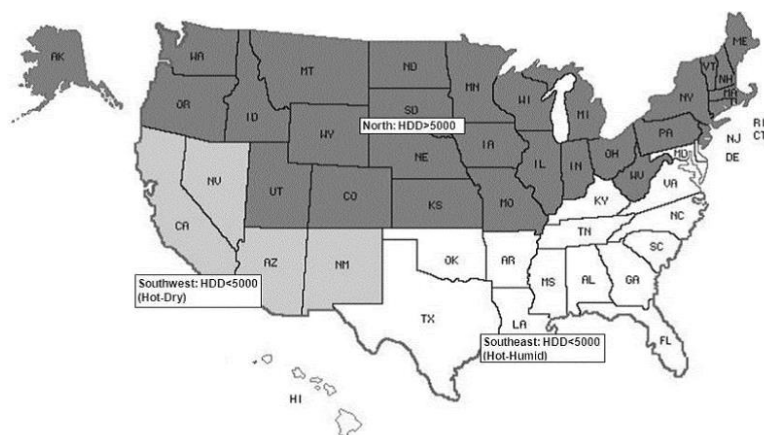 AK
WA
MT
ND
MN
WI
MI
VT
NH
ME
MA
NY
RI
CT
OR
ID
SD
North: HDD>5000
WY
IA
NE
IL
IN
OH
PA
NJ
DE
MD
WV
VA
NV
UT
CO
KS
MO
KY
NC
TN
SC
CA
AZ
NM
OK
AR
MS
AL
GA
Southwest: HDD<5000
(Hot-Dry)
TX
LA
Southeast: HDD<5000
(Hot-Humid)
FL
HI